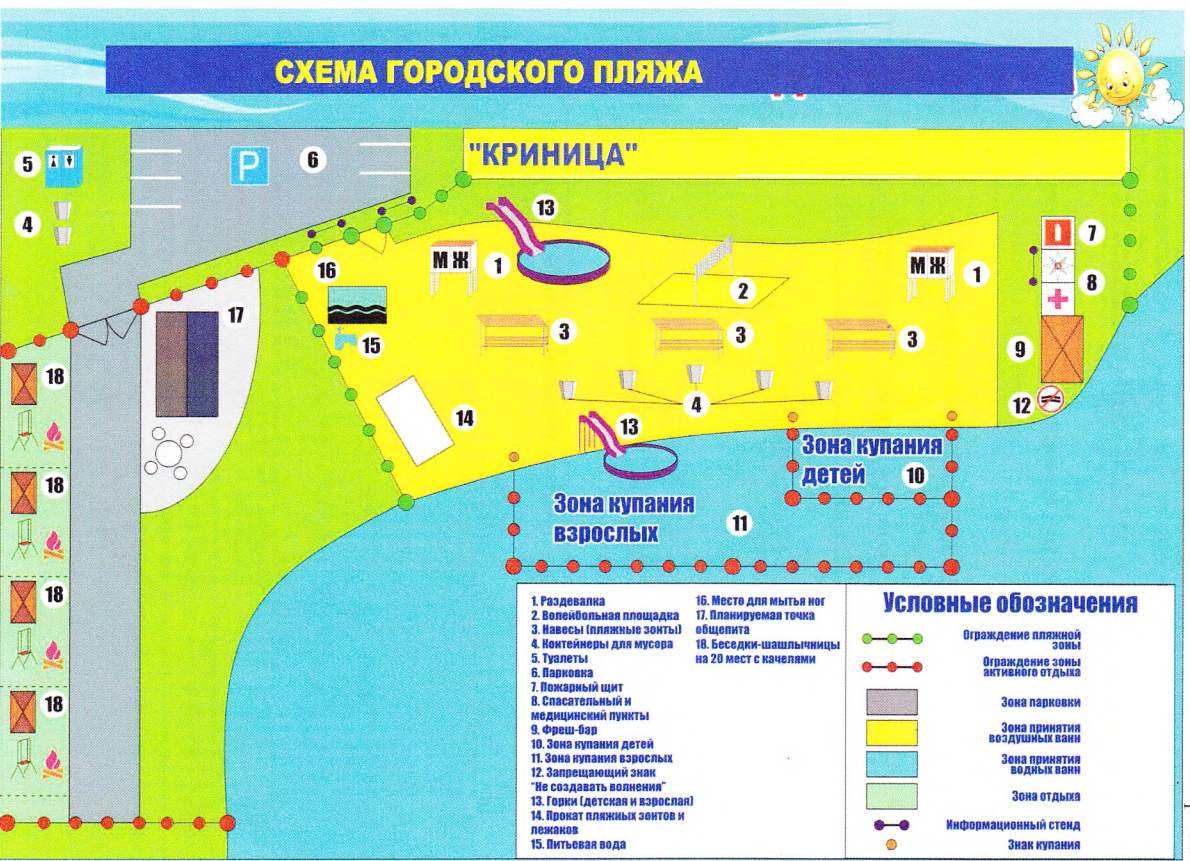 СХЕМА ГОРОДСКОГО ПЛЯЖА
"КРИНИЦА"
5
P
6
4
13
7
16
М Ж
1
2
М Ж
1
8
17
15
3
3
3
9
18
14
4
12
13
Зона купания
детей
10
18
Зона купания
взрослых
11
18
18
1. Раздевалка
2. Волейбольная площадка
3. Навесы (пляжные зонты)
4. Контейнеры для мусора
5. Туалеты
6. Парковка
7. Пожарный щит
8. Спасательный и
медицинский пункты
9. Фреш-бар
10. Зона купания детей
11. Зона купания взрослых
12. Запрещающий знак
"Не создавать волнения"
13. Горки (детская и взрослая)
14. Прокат пляжных зонтов и
лежаков
15. Питьевая вода
16. Место для мытья ног
17. Планируемая точка
общепита
18. Беседки-шашлычницы
на 20 мест с качелями
Условные обозначения
Ограждение пляжной
зоны
Ограждение зоны
активного отдыха
Зона парковки
Зона принятия
воздушных ванн
Зона принятия
водных ванн
Зона отдыха
Информационный стенд
Знак купания